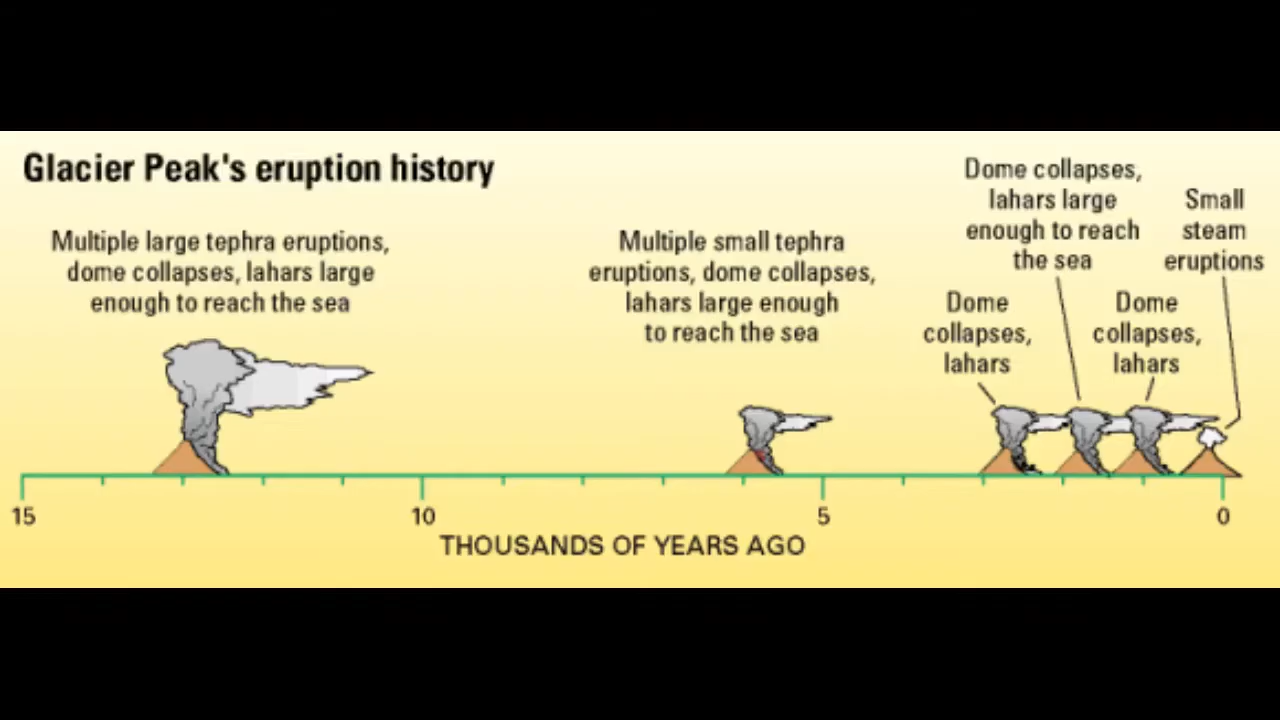 Glacier Peak's eruption history
Multiple large tephra eruptions,
dome collapses, lahars large
enough to reach the sea
Multiple small tephra
eruptions, dome collapses,
lahars large enough
to reach the sea
Dome
collapses,
lahars
Dome collapses,
lahars large
enough to reach
the sea
Dome
collapses,
lahars
Small
steam
eruptions
15
10
5
0
THOUSANDS OF YEARS AGO